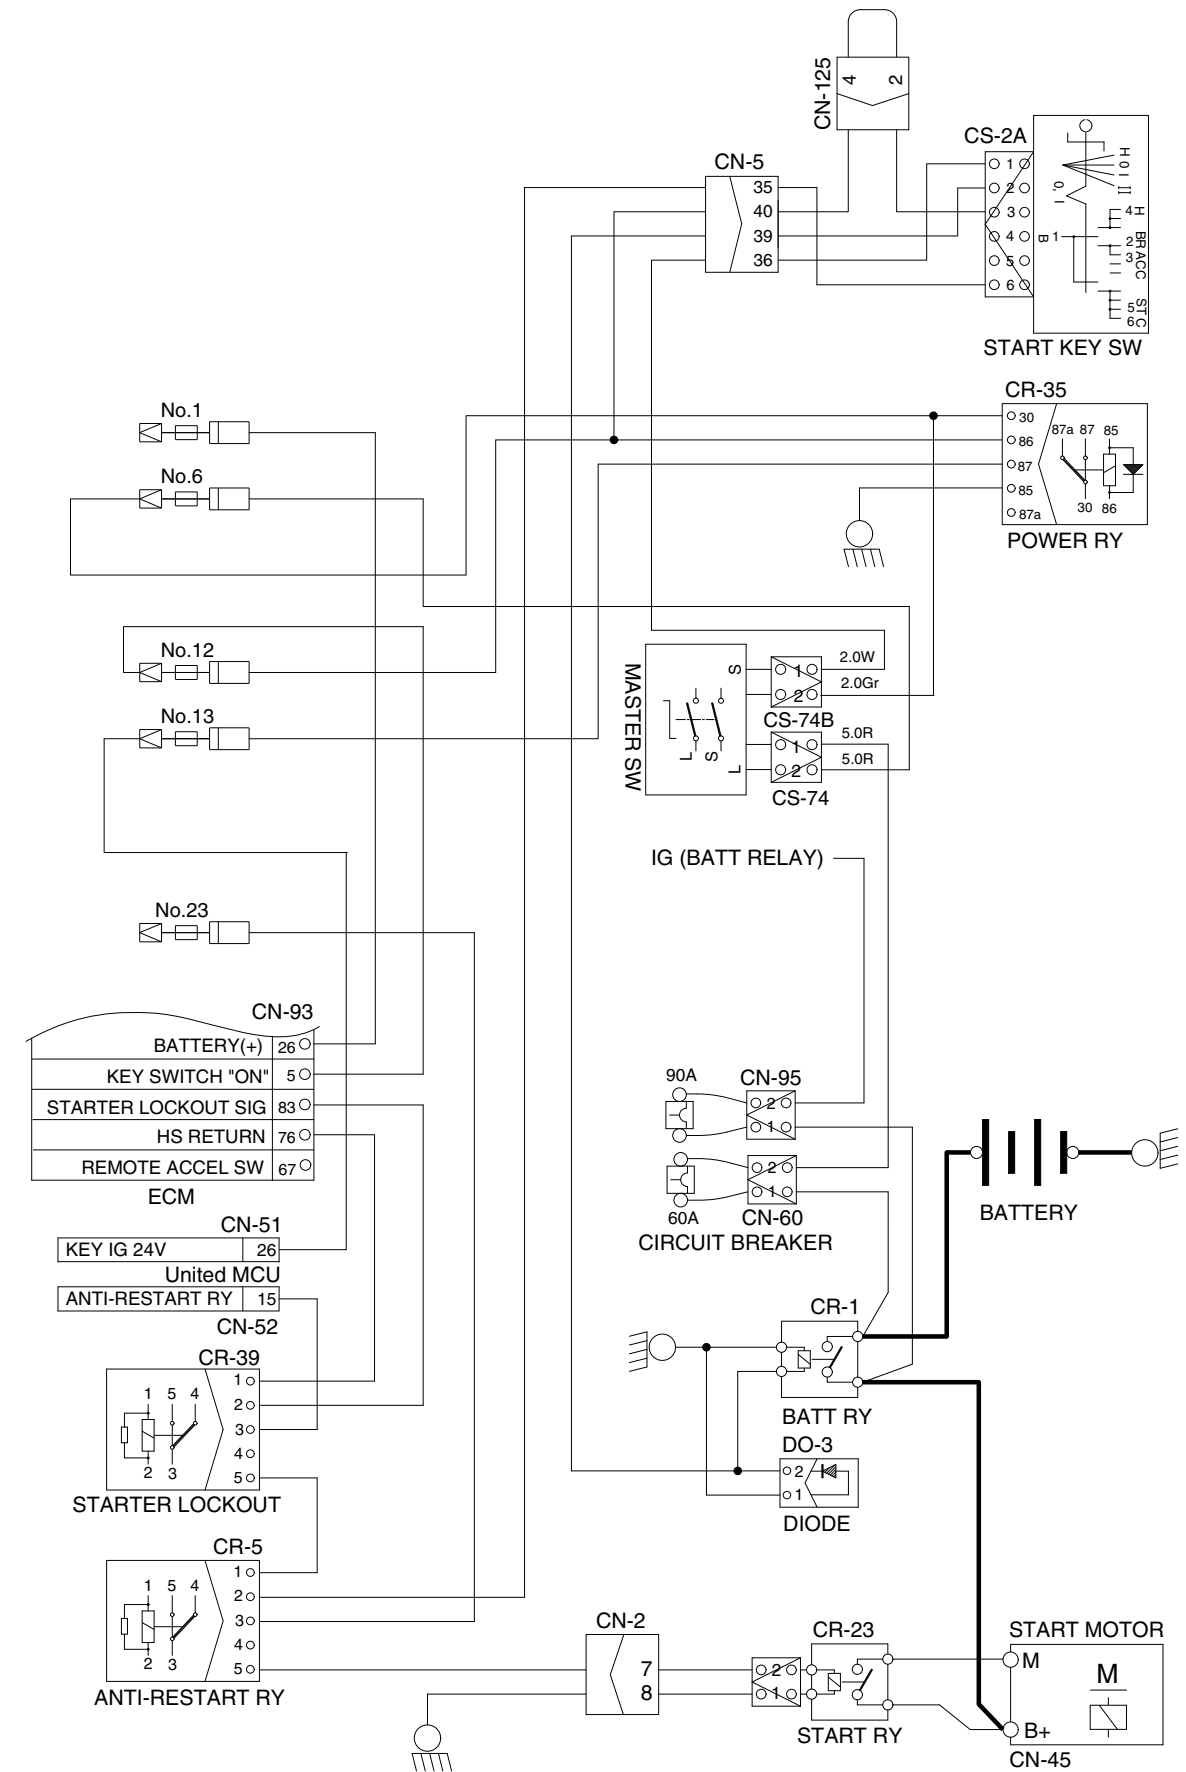 CN-125
4 2
CS-2A
CN-5
35
40
39
36
1
2
3
4
5
6
H 0 I II
0, I
B 1
4 H
2 BR
3 ACC
5 ST
6 C
START KEY SW
CR-35
30
86
87
85
87a
87a 87 85
30 86
POWER RY
No.1
No.6
No.12
No.13
No.23
MASTER SW
S
L S
L
1
2
2.0W
2.0Gr
CS-74B
1
2
5.0R
5.0R
CS-74
IG (BATT RELAY)
CN-93
BATTERY(+) 26
KEY SWITCH "ON" 5
STARTER LOCKOUT SIG 83
HS RETURN 76
REMOTE ACCEL SW 67
ECM
CN-51
KEY IG 24V 26
United MCU
ANTI-RESTART RY 15
CN-52
90A
CN-95
2
1
2
1
60A
CN-60
CIRCUIT BREAKER
BATTERY
CR-1
BATT RY
DO-3
2
1
DIODE
CR-39
1
2
3
4
5
1 5 4
2 3
STARTER LOCKOUT
CR-5
1
2
3
4
5
1 5 4
2 3
ANTI-RESTART RY
CN-2
7
8
2
1
CR-23
START RY
START MOTOR
M
M
B+
CN-45